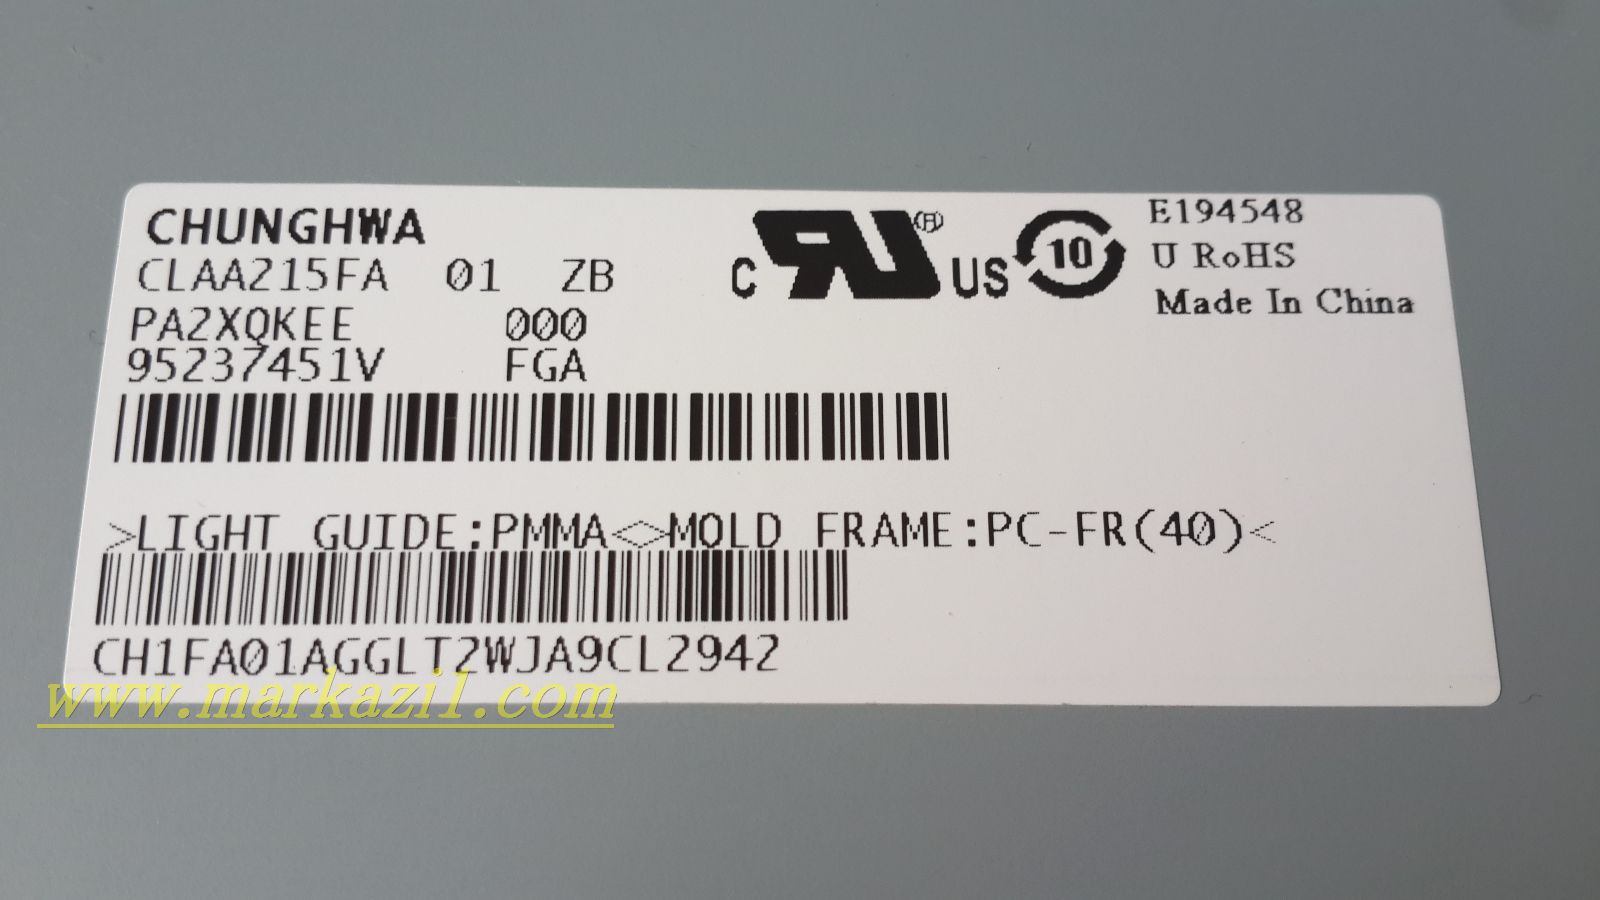 CHUNGHWA
CLAA215FA 01 ZB
PA2XQKEE 000
95237451V FGA
C RU® US 10
E194548
U RoHS
Made In China
>LIGHT GUIDE:PMMA<>MOLD FRAME:PC-FR(40)<
CH1FA01AGGLT2WJA9CL2942
www.markazi1.com